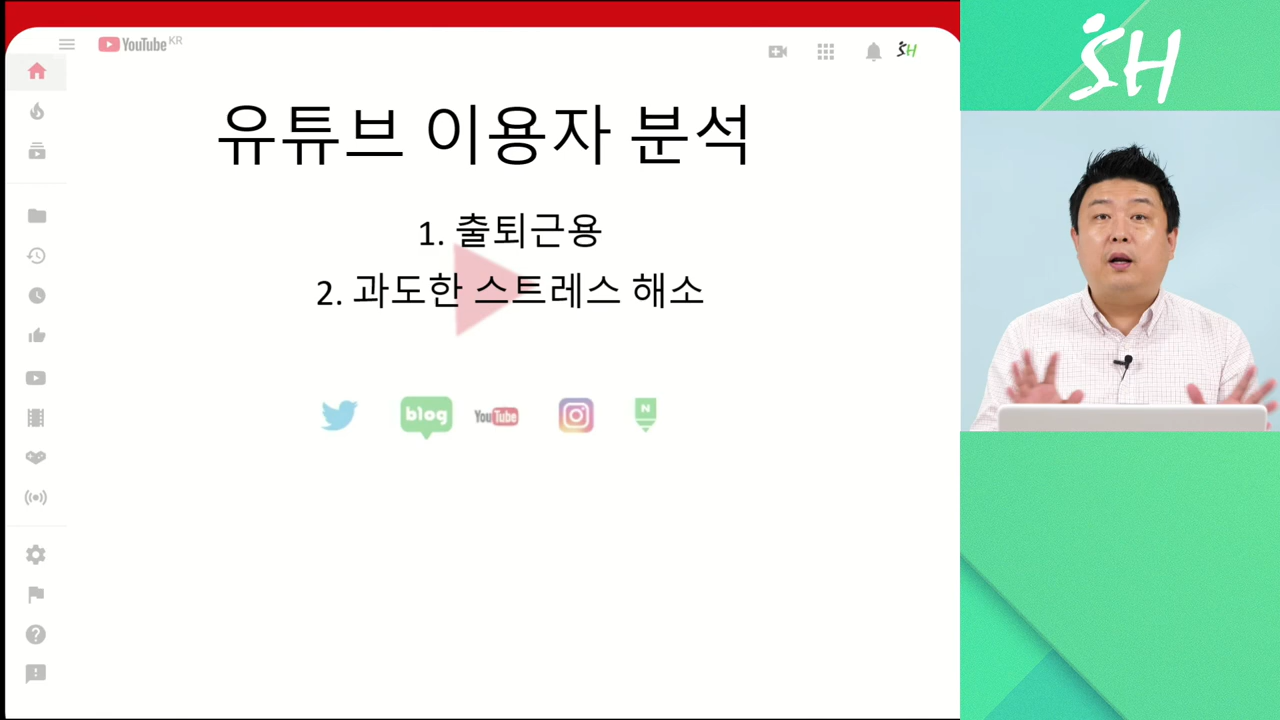 YouTube KR
SH
SH
유튜브 이용자 분석
1. 출퇴근용
2. 과도한 스트레스 해소
blog
YouTube
N